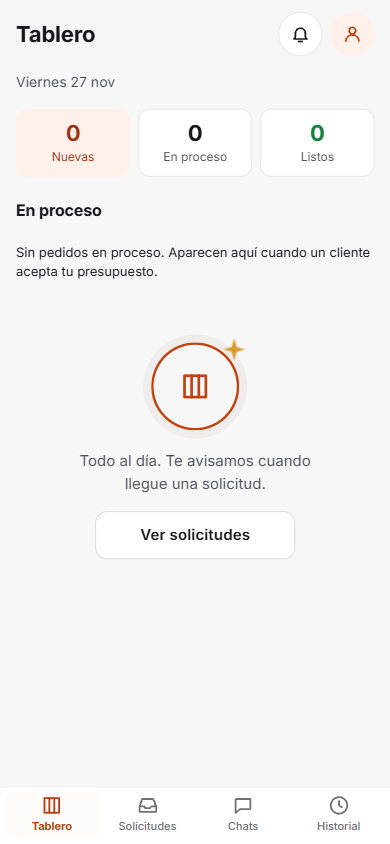 Tablero
Viernes 27 nov
0
Nuevas
0
En proceso
0
Listos
En proceso
Sin pedidos en proceso. Aparecen aquí cuando un cliente
acepta tu presupuesto.
Todo al día. Te avisamos cuando
llegue una solicitud.
Ver solicitudes
Tablero
Solicitudes
Chats
Historial